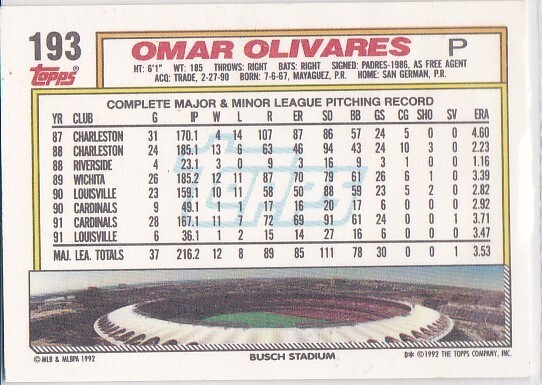 193 OMAR OLIVARES P
Topps HT: 6'1" WT: 185 THROWS: RIGHT BATS: RIGHT SIGNED: PADRES-1986, AS FREE AGENT
ACQ: TRADE, 2-27-90 BORN: 7-6-67, MAYAGUEZ, P.R. HOME: SAN GERMAN, P.R.
COMPLETE MAJOR & MINOR LEAGUE PITCHING RECORD
YR CLUB G IP W L R ER SO BB GS CG SHO SV ERA
87 CHARLESTON 31 170.1 4 14 107 87 86 57 24 5 0 0 4.60
88 CHARLESTON 24 185.1 13 6 63 46 94 43 24 10 3 0 2.23
88 RIVERSIDE 4 23.1 3 0 9 3 16 9 3 1 0 0 1.16
89 WICHITA 26 185.2 12 11 87 70 79 61 26 6 1 0 3.39
90 LOUISVILLE 23 159.1 10 11 58 50 88 59 23 5 2 0 2.82
90 CARDINALS 9 49.1 1 1 17 16 20 17 6 0 0 0 2.92
91 CARDINALS 28 167.1 11 7 72 69 91 61 24 0 0 1 3.71
91 LOUISVILLE 6 36.1 1 2 15 14 27 16 6 0 0 0 3.47
MAJ. LEA. TOTALS 37 216.2 12 8 89 85 111 78 30 0 0 1 3.53
© MLB & MLBPA 1992 BUSCH STADIUM D* © 1992 THE TOPPS COMPANY, INC.